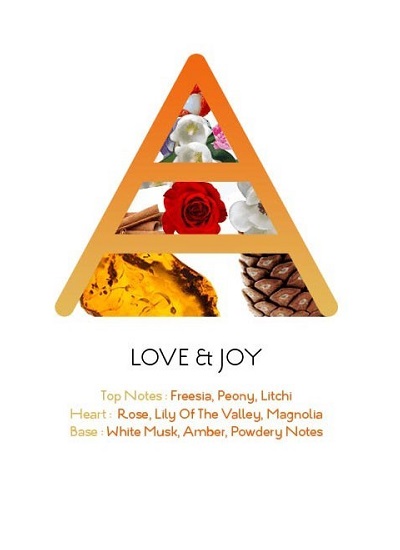 LOVE & JOY
Top Notes : Freesia, Peony, Litchi
Heart : Rose, Lily Of The Valley, Magnolia
Base : White Musk, Amber, Powdery Notes